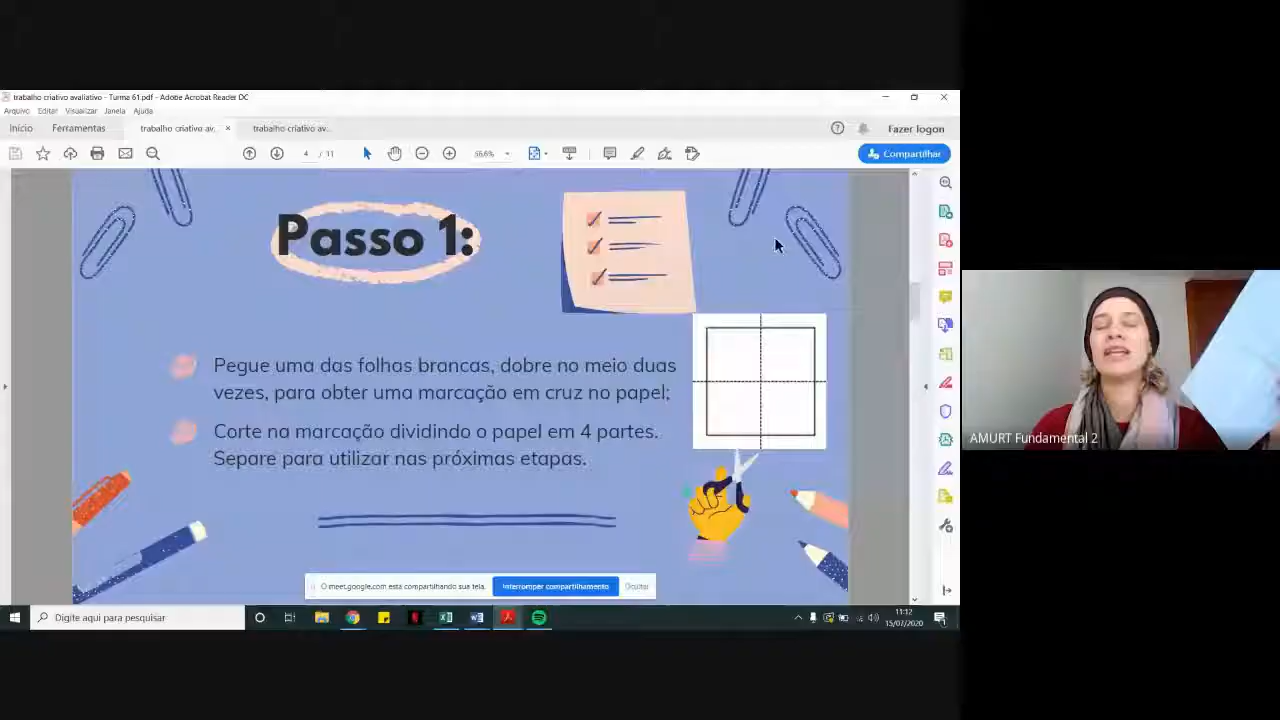 trabalho criativo avaliativo - Turma 61.pdf - Adobe Acrobat Reader DC
Arquivo Editar Visualizar Janela Ajuda
Início Ferramentas trabalho criativo av... × trabalho criativo av... Fazer logon
4 / 11 56,6% Compartilhar
Passo 1:
Pegue uma das folhas brancas, dobre no meio duas
vezes, para obter uma marcação em cruz no papel;
Corte na marcação dividindo o papel em 4 partes.
Separe para utilizar nas próximas etapas.
AMURT Fundamental 2
O meet.google.com está compartilhando sua tela. Interromper compartilhamento Ocultar
Digite aqui para pesquisar
11:12
15/07/2020